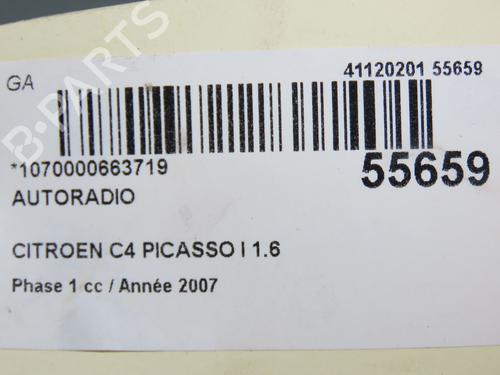 GA
41120201 55659
*1070000663719
55659
AUTORADIO
CITROEN C4 PICASSO I 1.6
Phase 1 cc / Année 2007
B-PARTS